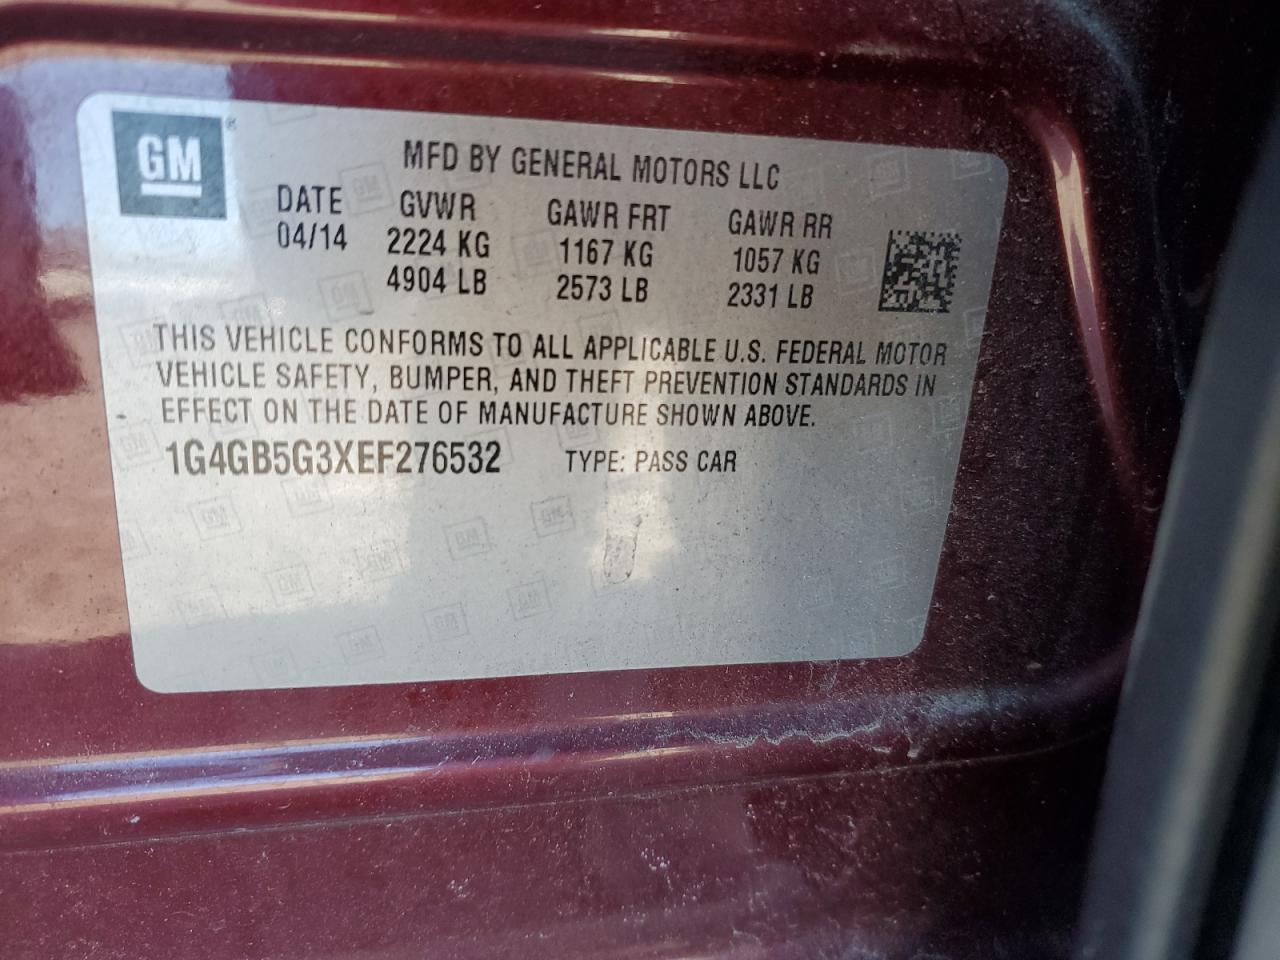 GM®
MFD BY GENERAL MOTORS LLC
DATE GVWR GAWR FRT GAWR RR
04/14 2224 KG 1167 KG 1057 KG
4904 LB 2573 LB 2331 LB
THIS VEHICLE CONFORMS TO ALL APPLICABLE U.S. FEDERAL MOTOR
VEHICLE SAFETY, BUMPER, AND THEFT PREVENTION STANDARDS IN
EFFECT ON THE DATE OF MANUFACTURE SHOWN ABOVE.
1G4GB5G3XEF276532 TYPE: PASS CAR